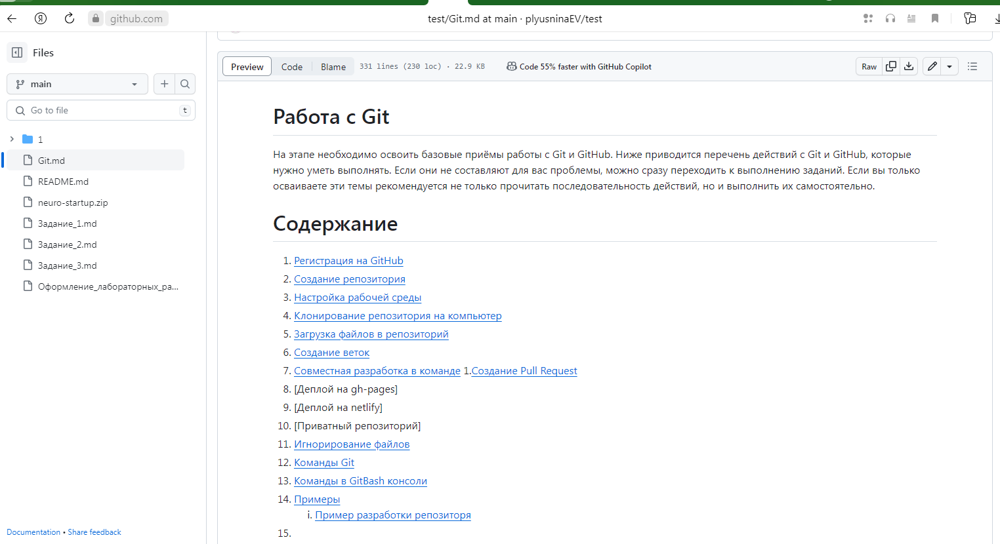 Я
github.com
test/Git.md at main · plyusninaEV/test
Files
main
Go to file
t
1
Git.md
README.md
neuro-startup.zip
Задание_1.md
Задание_2.md
Задание_3.md
Оформление_лабораторных_ра...
Documentation • Share feedback
Preview
Code
Blame
331 lines (230 loc) · 22.9 KB
Code 55% faster with GitHub Copilot
Raw
Работа с Git
На этапе необходимо освоить базовые приёмы работы с Git и GitHub. Ниже приводится перечень действий с Git и GitHub, которые
нужно уметь выполнять. Если они не составляют для вас проблемы, можно сразу переходить к выполнению заданий. Если вы только
осваиваете эти темы рекомендуется не только прочитать последовательность действий, но и выполнить их самостоятельно.
Содержание
1. Регистрация на GitHub
2. Создание репозитория
3. Настройка рабочей среды
4. Клонирование репозитория на компьютер
5. Загрузка файлов в репозиторий
6. Создание веток
7. Совместная разработка в команде 1.Создание Pull Request
8. [Деплой на gh-pages]
9. [Деплой на netlify]
10. [Приватный репозиторий]
11. Игнорирование файлов
12. Команды Git
13. Команды в GitBash консоли
14. Примеры
i. Пример разработки репозиторя
15.